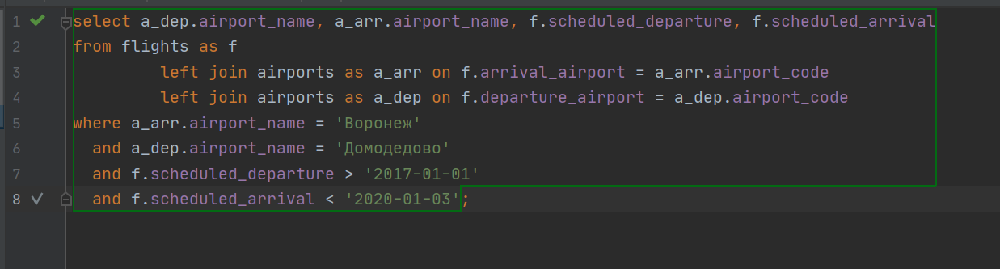 1 select a_dep.airport_name, a_arr.airport_name, f.scheduled_departure, f.scheduled_arrival
2 from flights as f
3 left join airports as a_arr on f.arrival_airport = a_arr.airport_code
4 left join airports as a_dep on f.departure_airport = a_dep.airport_code
5 where a_arr.airport_name = 'Воронеж'
6 and a_dep.airport_name = 'Домодедово'
7 and f.scheduled_departure > '2017-01-01'
8 and f.scheduled_arrival < '2020-01-03';